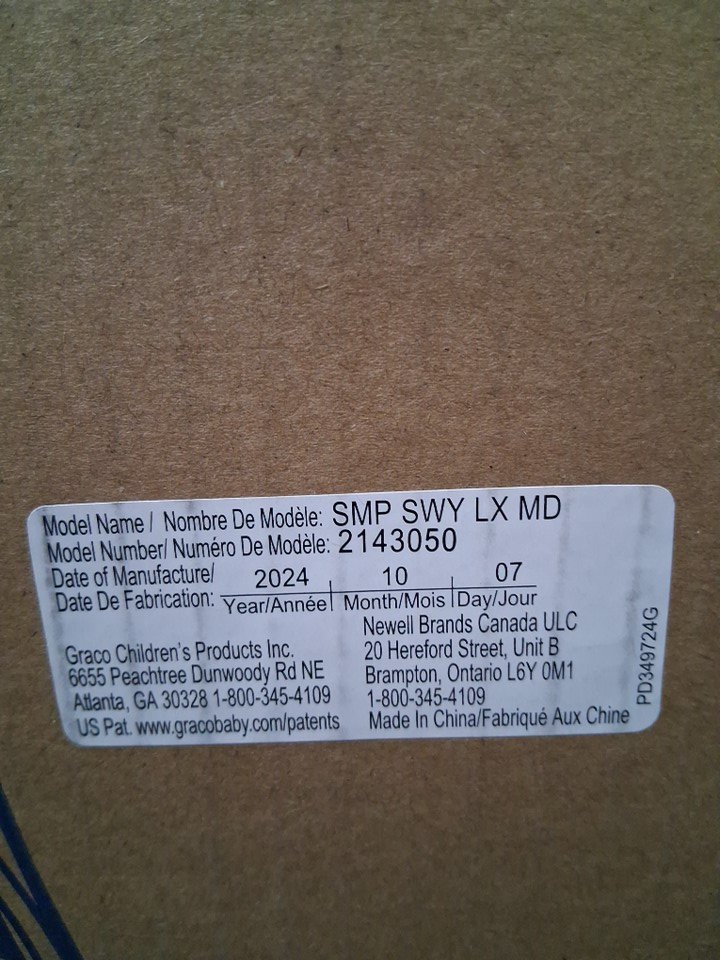 Model Name / Nombre De Modèle: SMP SWY LX MD
Model Number/ Numéro De Modèle: 2143050
Date of Manufacture/ 2024 10 07
Date De Fabrication: Year/Année Month/Mois Day/Jour
Graco Children's Products Inc.
6655 Peachtree Dunwoody Rd NE
Atlanta, GA 30328 1-800-345-4109
US Pat. www.gracobaby.com/patents
Newell Brands Canada ULC
20 Hereford Street, Unit B
Brampton, Ontario L6Y 0M1
1-800-345-4109
Made In China/Fabriqué Aux Chine
PD349724G